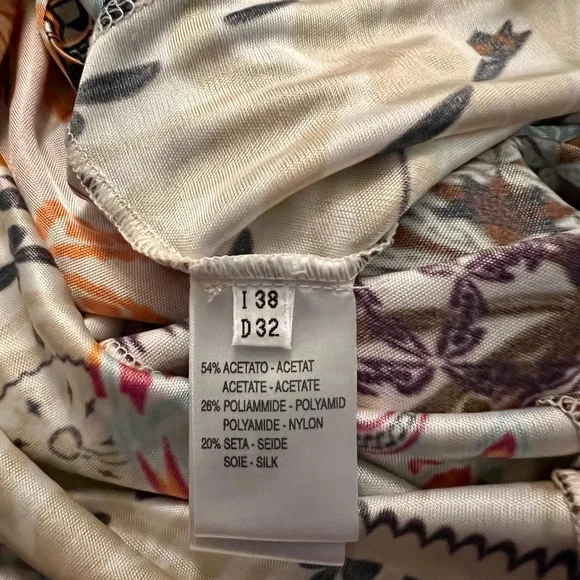 I 38
D 32
54% ACETATO - ACETAT
ACETATE - ACETATE
26% POLIAMMIDE - POLYAMID
POLYAMIDE - NYLON
20% SETA - SEIDE
SOIE - SILK